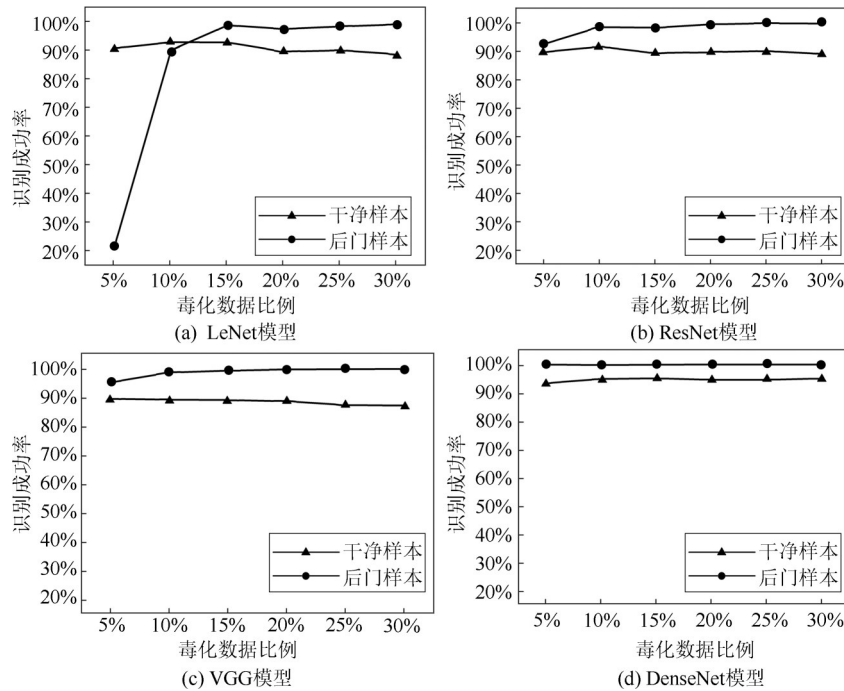 100%
90%
80%
70%
60%
50%
40%
30%
20%
识别成功率
干净样本
后门样本
5% 10% 15% 20% 25% 30%
毒化数据比例
(a) LeNet模型
100%
90%
80%
70%
60%
50%
40%
30%
20%
识别成功率
干净样本
后门样本
5% 10% 15% 20% 25% 30%
毒化数据比例
(b) ResNet模型
100%
90%
80%
70%
60%
50%
40%
30%
20%
识别成功率
干净样本
后门样本
5% 10% 15% 20% 25% 30%
毒化数据比例
(c) VGG模型
100%
90%
80%
70%
60%
50%
40%
30%
20%
识别成功率
干净样本
后门样本
5% 10% 15% 20% 25% 30%
毒化数据比例
(d) DenseNet模型